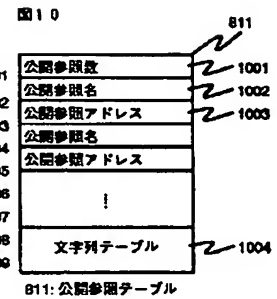 図10
811
公開参照数 1001
公開参照名 1002
公開参照アドレス 1003
公開参照名
公開参照アドレス
⋮
文字列テーブル 1004
811: 公開参照テーブル